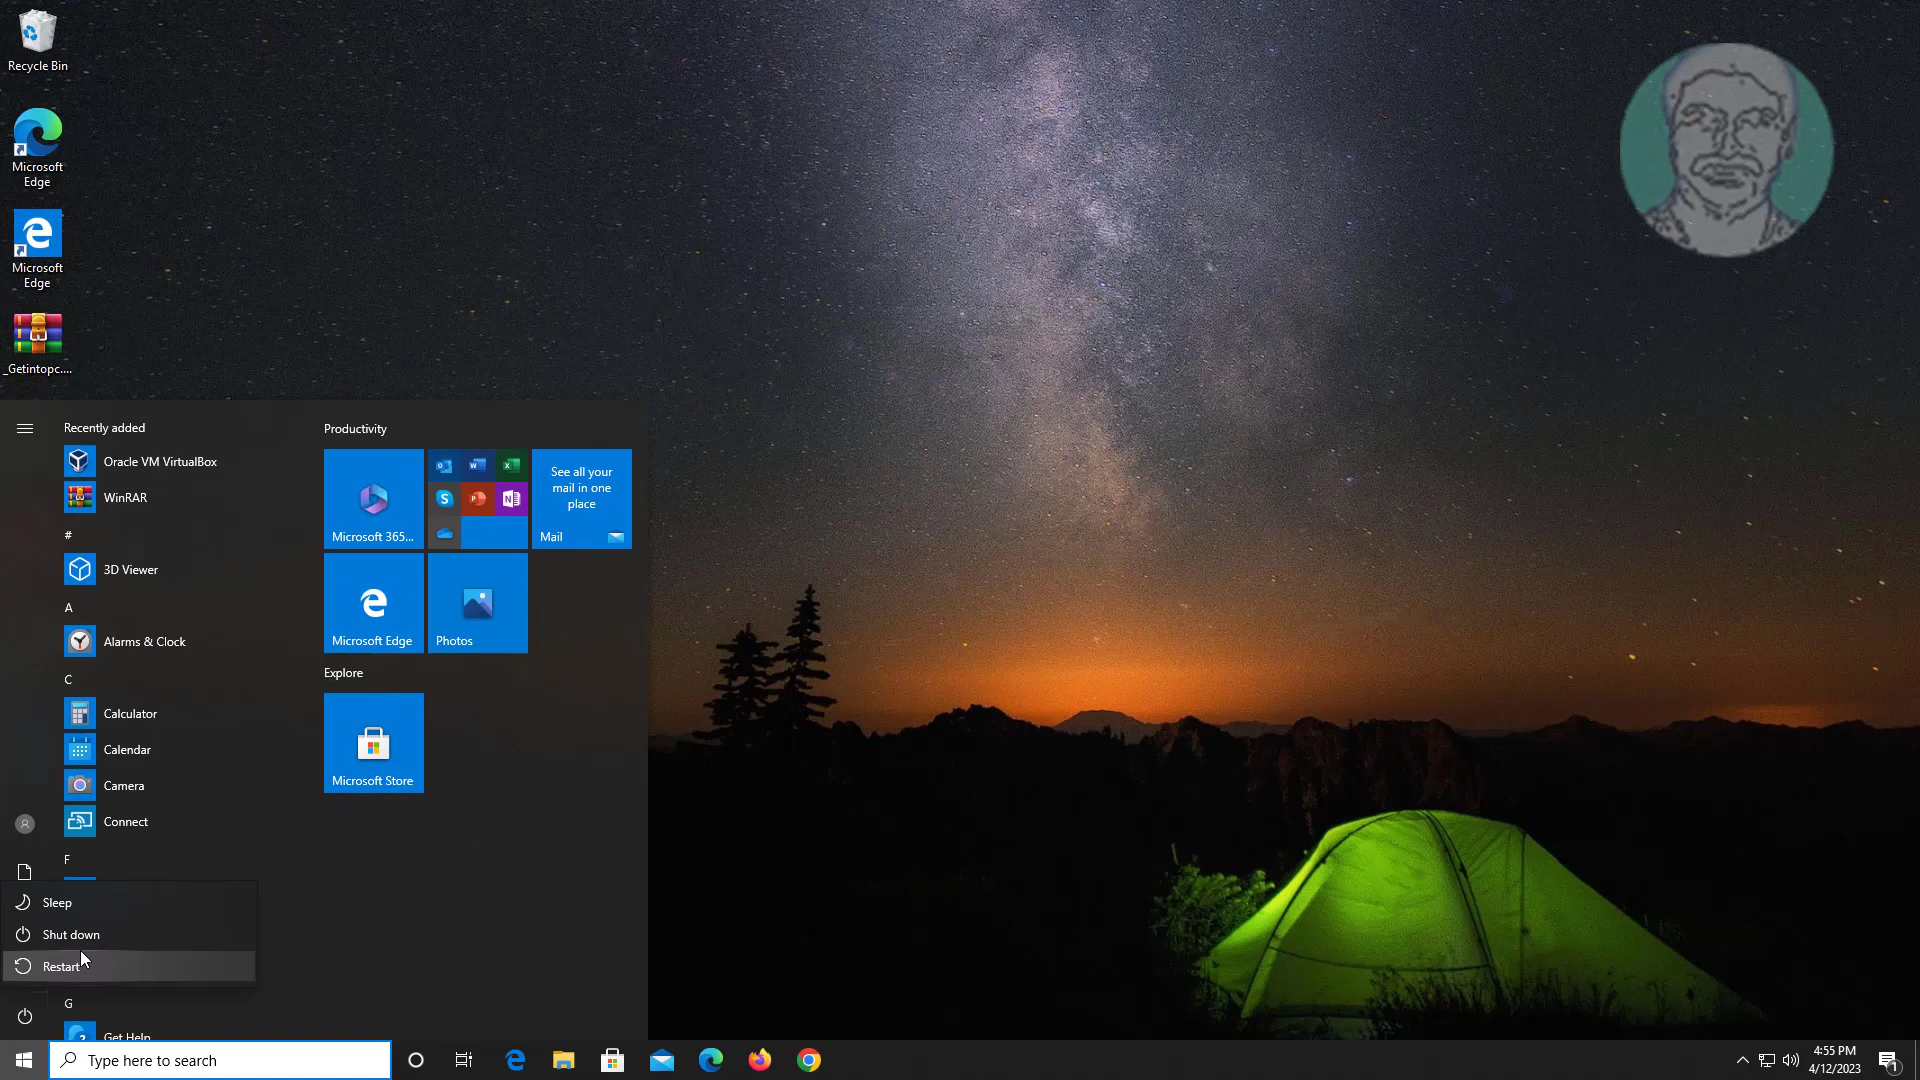 Recycle Bin
Microsoft
Edge
Microsoft
Edge
_Getintopc....
Recently added
Oracle VM VirtualBox
WinRAR
#
3D Viewer
A
Alarms & Clock
C
Calculator
Calendar
Camera
Connect
F
Sleep
Shut down
Restart
G
Get Help
Productivity
Microsoft 365...
See all your
mail in one
place
Mail
Microsoft Edge
Photos
Explore
Microsoft Store
Type here to search
4:55 PM
4/12/2023
1